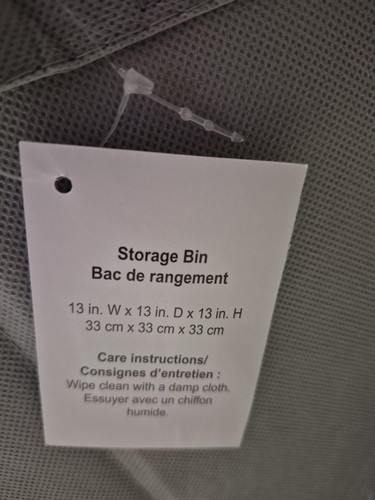 Storage Bin
Bac de rangement
13 in. W x 13 in. D x 13 in. H
33 cm x 33 cm x 33 cm
Care instructions/
Consignes d'entretien :
Wipe clean with a damp cloth.
Essuyer avec un chiffon
humide.